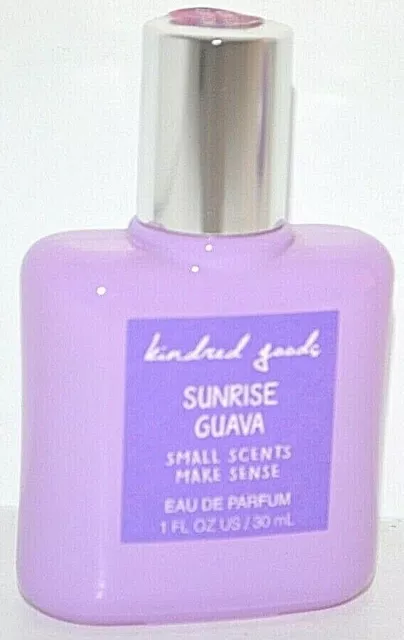 kindred goods
SUNRISE
GUAVA
SMALL SCENTS
MAKE SENSE
EAU DE PARFUM
1 FL OZ US / 30 mL